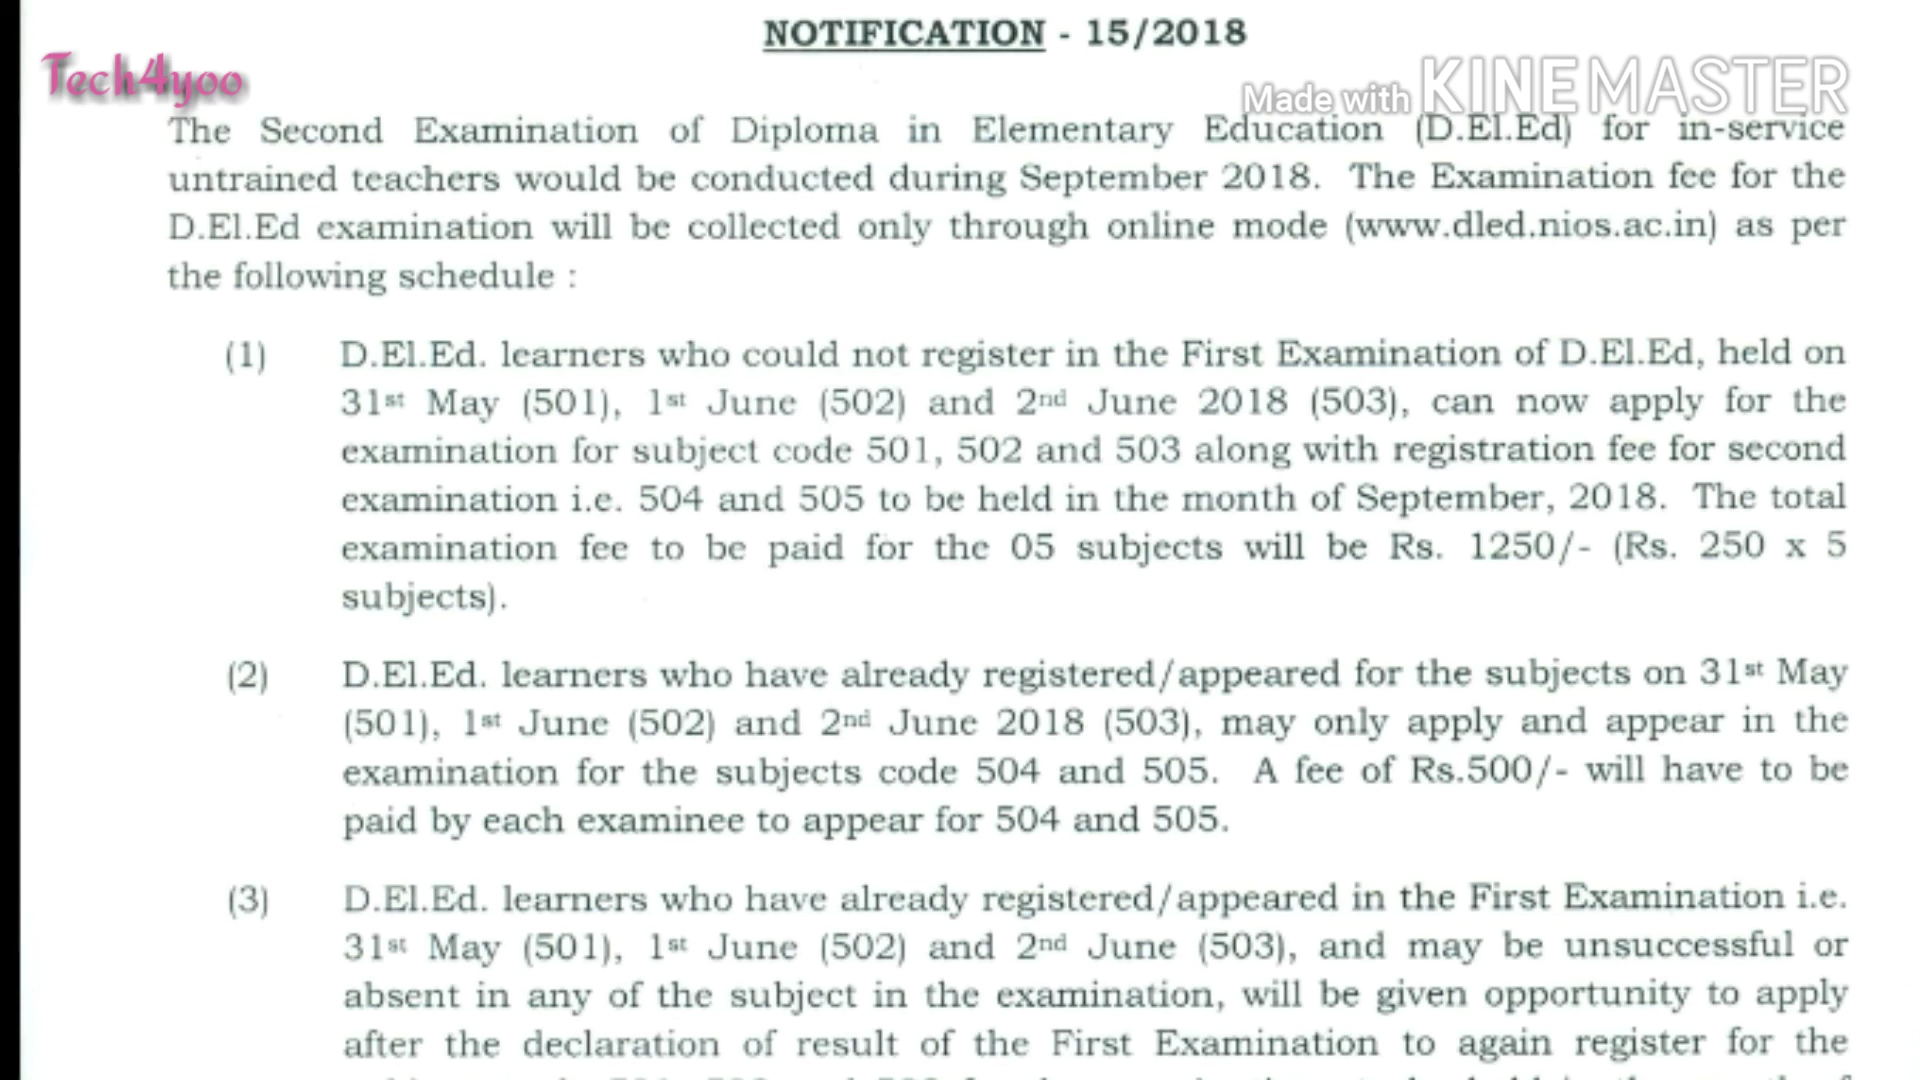 NOTIFICATION - 15/2018
Tech4yoo
Made with KINEMASTER
The Second Examination of Diploma in Elementary Education (D.El.Ed) for in-service
untrained teachers would be conducted during September 2018. The Examination fee for the
D.El.Ed examination will be collected only through online mode (www.dled.nios.ac.in) as per
the following schedule :
(1) D.El.Ed. learners who could not register in the First Examination of D.El.Ed, held on
31st May (501), 1st June (502) and 2nd June 2018 (503), can now apply for the
examination for subject code 501, 502 and 503 along with registration fee for second
examination i.e. 504 and 505 to be held in the month of September, 2018. The total
examination fee to be paid for the 05 subjects will be Rs. 1250/- (Rs. 250 x 5
subjects).
(2) D.El.Ed. learners who have already registered/appeared for the subjects on 31st May
(501), 1st June (502) and 2nd June 2018 (503), may only apply and appear in the
examination for the subjects code 504 and 505. A fee of Rs.500/- will have to be
paid by each examinee to appear for 504 and 505.
(3) D.El.Ed. learners who have already registered/appeared in the First Examination i.e.
31st May (501), 1st June (502) and 2nd June (503), and may be unsuccessful or
absent in any of the subject in the examination, will be given opportunity to apply
after the declaration of result of the First Examination to again register for the